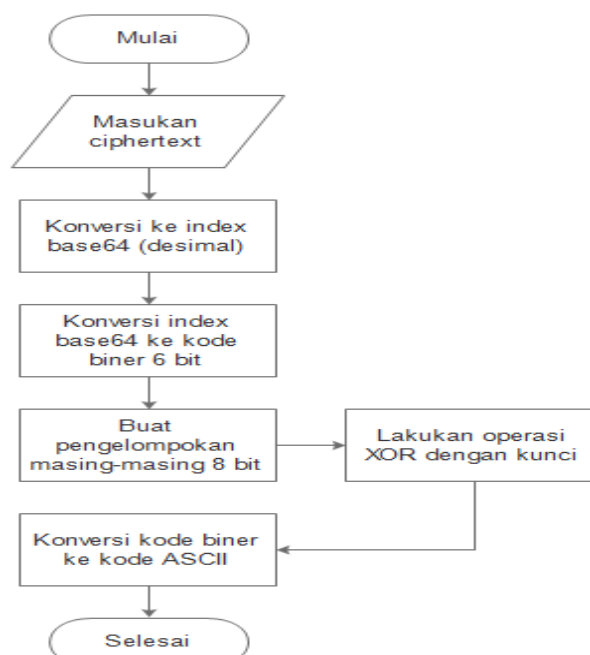 Mulai
Masukan
ciphertext
Konversi ke index
base64 (desimal)
Konversi index
base64 ke kode
biner 6 bit
Buat
pengelompokan
masing-masing 8 bit
Lakukan operasi
XOR dengan kunci
Konversi kode biner
ke kode ASCII
Selesai